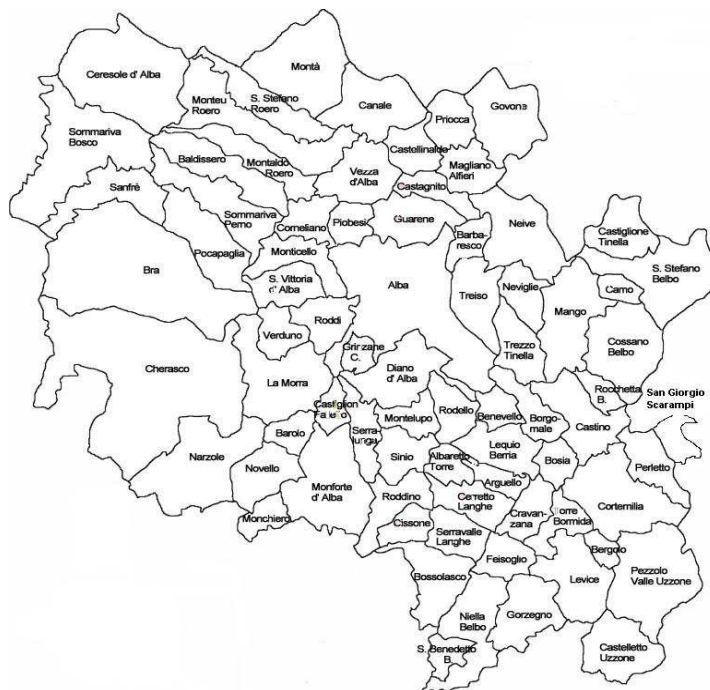 Montà
Ceresole d' Alba
Monteu
Roero
S. Stefano
Roero
Canale
Govone
Priocca
Sommariva
Bosco
Castellinaldo
Baldissero
Montaldo
Roero
Vezza
d'Alba
Magliano
Alfieri
Castagnito
Sanfrè
Sommariva
Perno
Corneliano
Piobesi
Guarene
Barba-
resco
Neive
Castiglione
Tinella
Pocapaglia
Monticello
Bra
S. Vittoria
d' Alba
Alba
Treiso
Neviglie
Camo
S. Stefano
Belbo
Mango
Verduno
Roddi
Grinzane
C.
Trezzo
Tinella
Cossano
Belbo
Cherasco
La Morra
Diano
d'Alba
Rocchetta
B.
San Giorgio
Scarampi
Castiglion
Serra
lunga
Montelupo
Rodello
Benevello
Borgo-
male
Castino
Barolo
Narzole
Novello
Sinio
Albaretto
Torre
Lequio
Berria
Bosia
Perletto
Monforte
d' Alba
Roddino
Arguello
Cerretto
Langhe
Cravan-
zana
Torre
Bormida
Cortemilia
Monchiero
Cissone
Serravalle
Langhe
Feisoglio
Bergolo
Bossolasco
Levice
Pezzolo
Valle Uzzone
Niella
Belbo
Gorzegno
S. Benedetto
B.
Castelletto
Uzzone